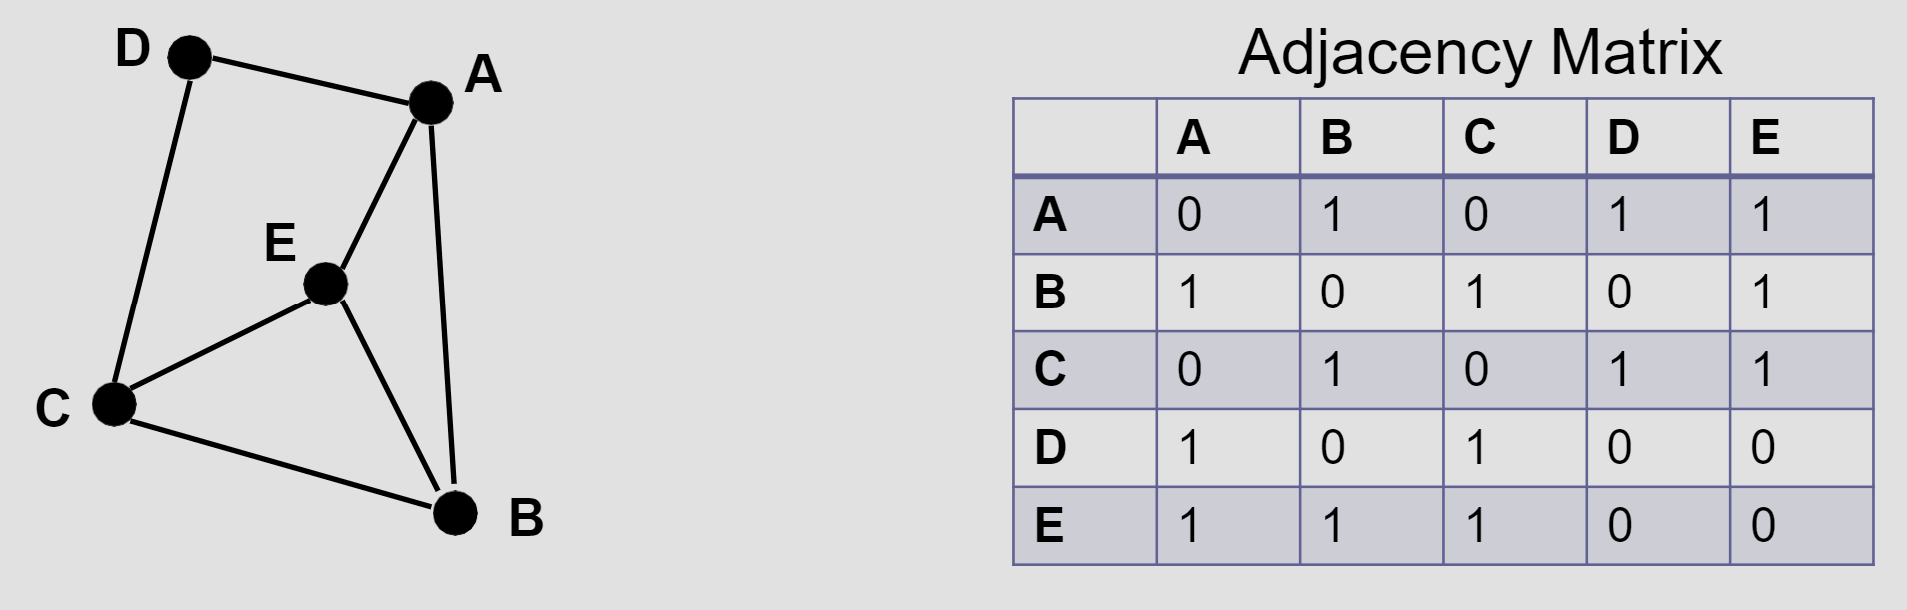 D
A
E
C
B
Adjacency Matrix
A B C D E
A 0 1 0 1 1
B 1 0 1 0 1
C 0 1 0 1 1
D 1 0 1 0 0
E 1 1 1 0 0